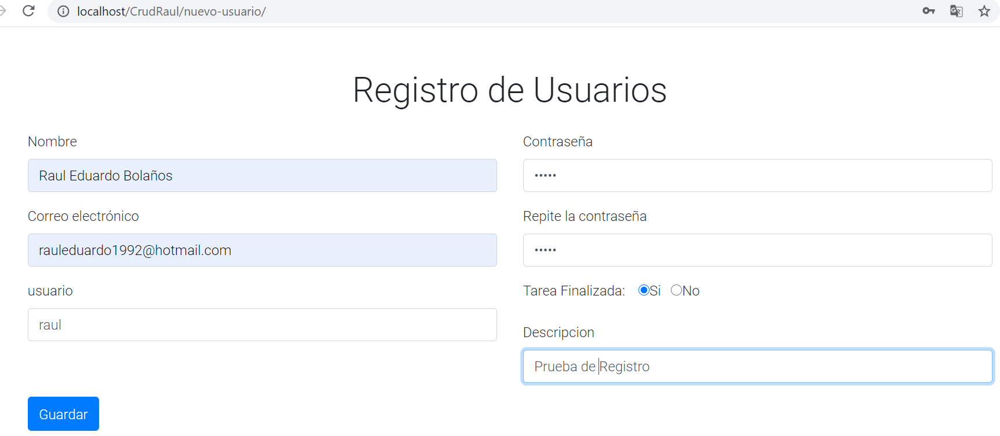 localhost/CrudRaul/nuevo-usuario/
Registro de Usuarios
Nombre
Raul Eduardo Bolaños
Correo electrónico
rauleduardo1992@hotmail.com
usuario
raul
Contraseña
•••••
Repite la contraseña
•••••
Tarea Finalizada: Si No
Descripcion
Prueba de Registro
Guardar